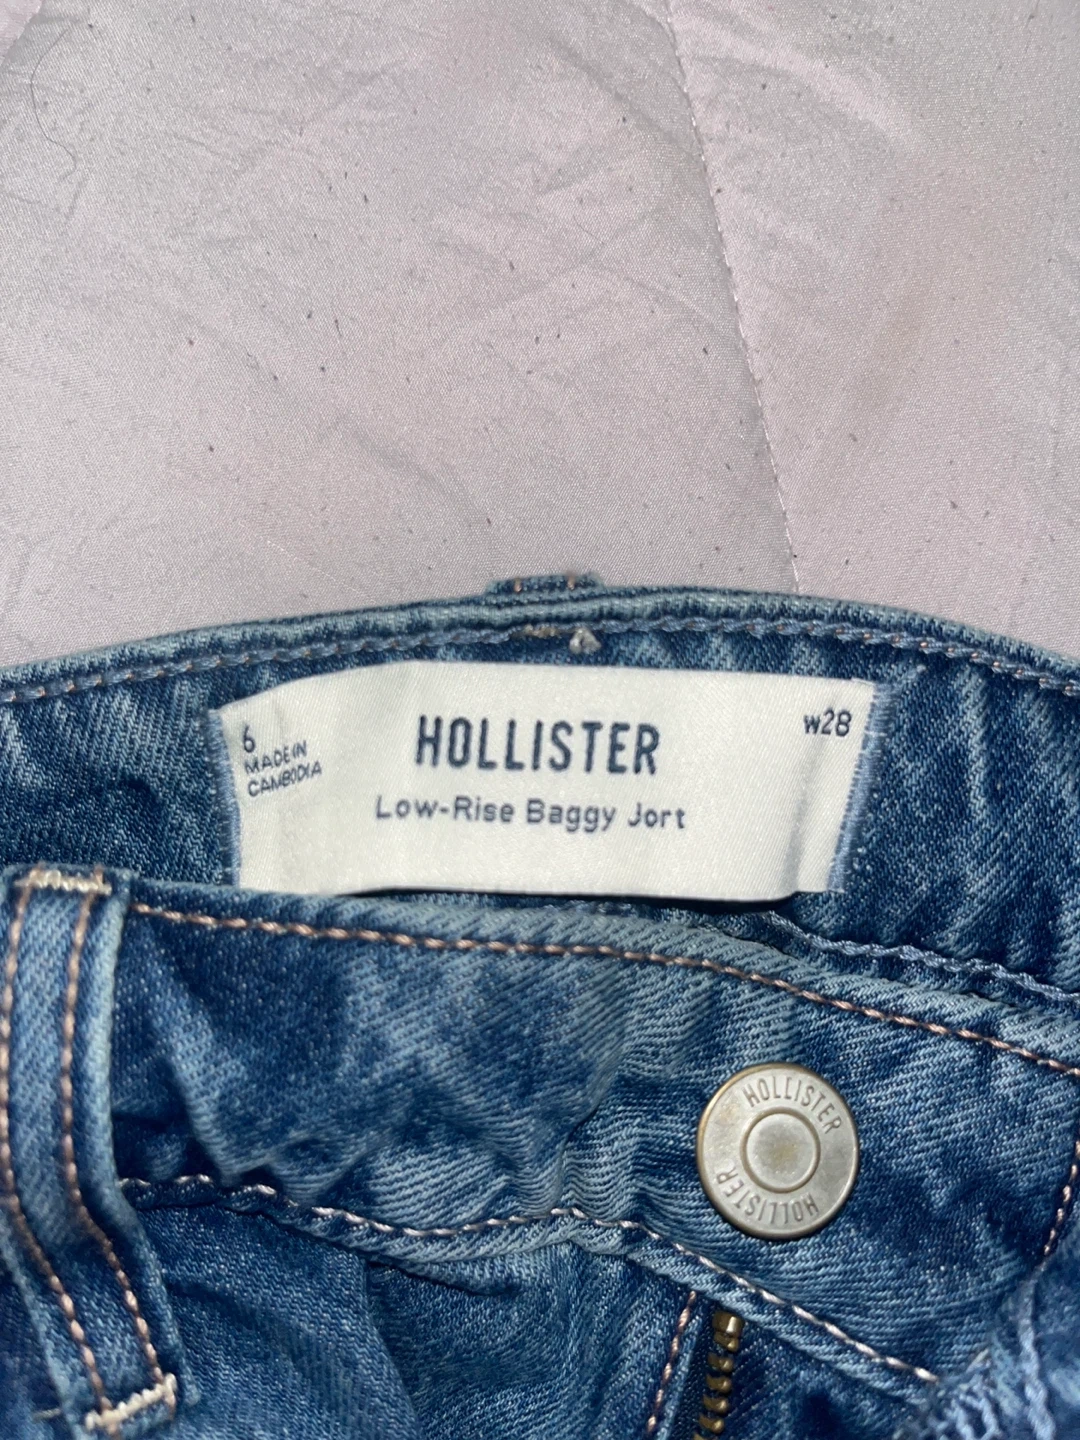 6
MADE IN
CAMBODIA
HOLLISTER
Low-Rise Baggy Jort
w28
HOLLISTER
HOLLISTER